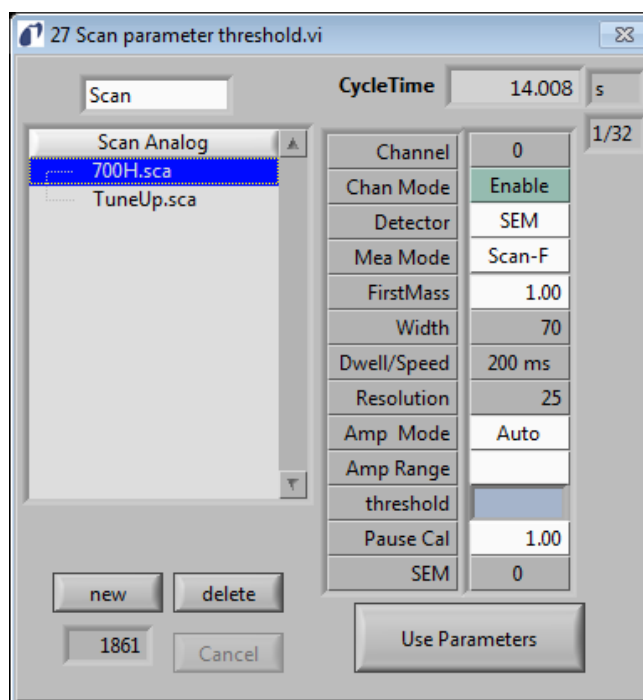 27 Scan parameter threshold.vi
Scan
CycleTime 14.008 s
1/32
Scan Analog
700H.sca
TuneUp.sca
Channel 0
Chan Mode Enable
Detector SEM
Mea Mode Scan-F
FirstMass 1.00
Width 70
Dwell/Speed 200 ms
Resolution 25
Amp Mode Auto
Amp Range
threshold
Pause Cal 1.00
SEM 0
new delete
1861 Cancel
Use Parameters